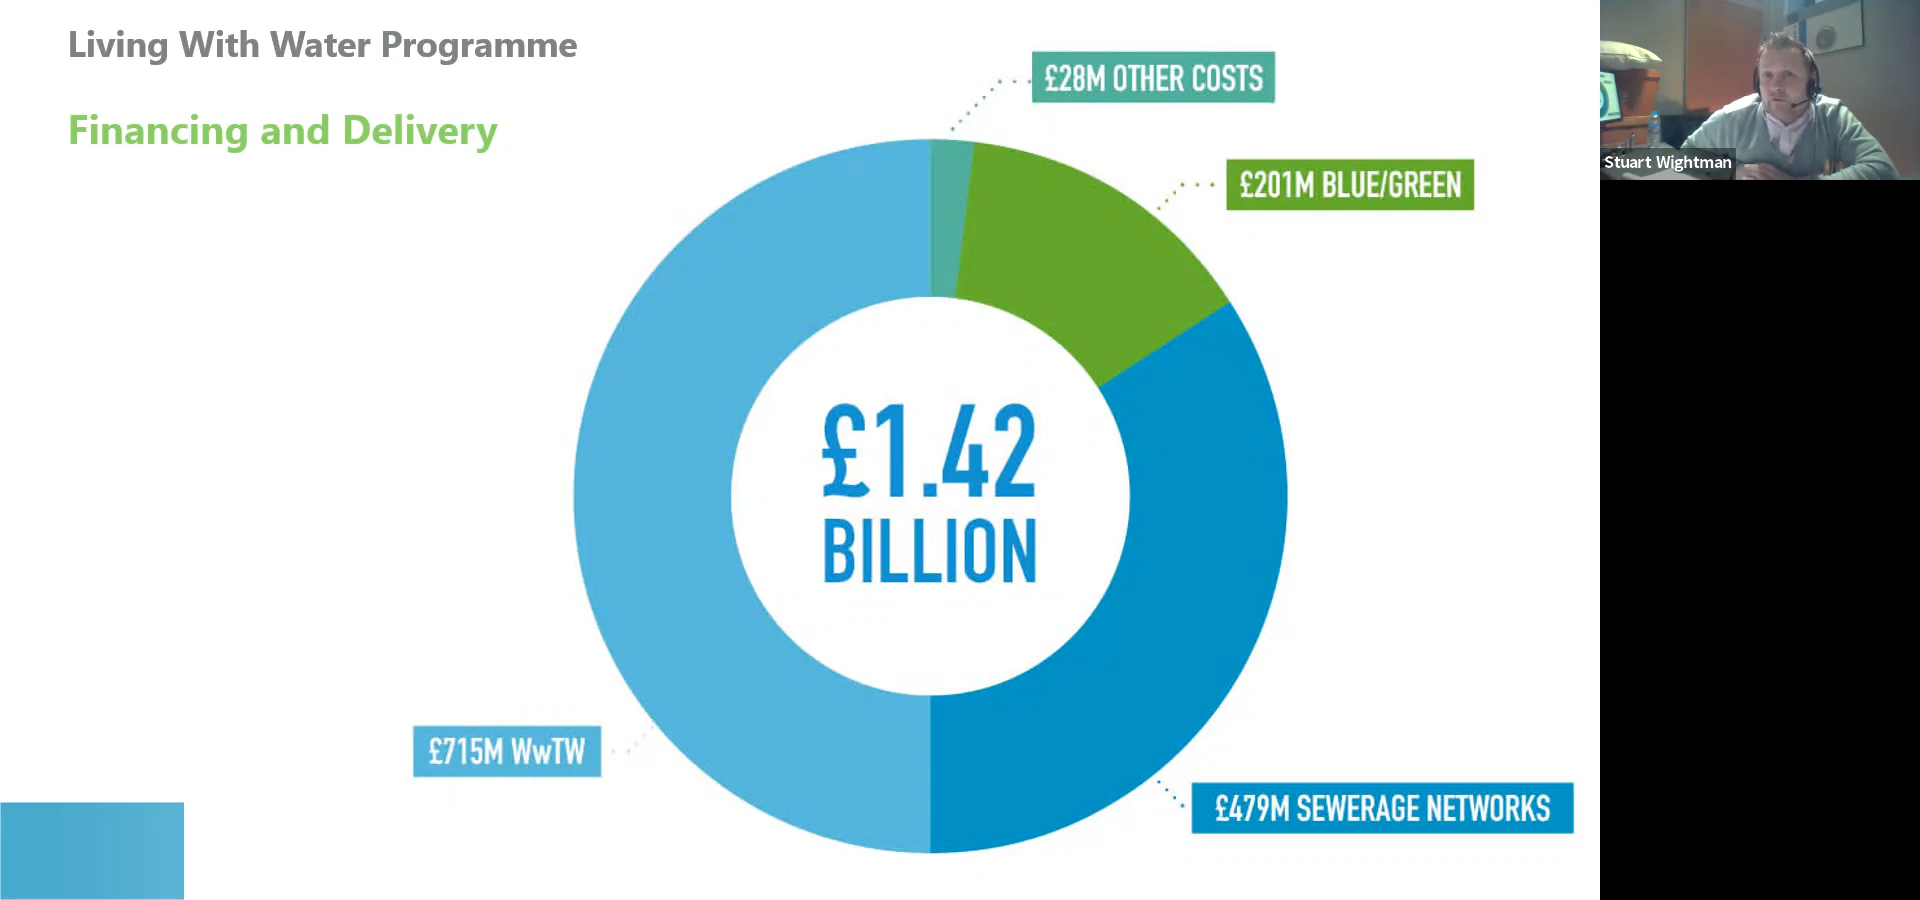 Living With Water Programme
Financing and Delivery
£28M OTHER COSTS
£201M BLUE/GREEN
£1.42
BILLION
£715M WwTW
£479M SEWERAGE NETWORKS
Stuart Wightman